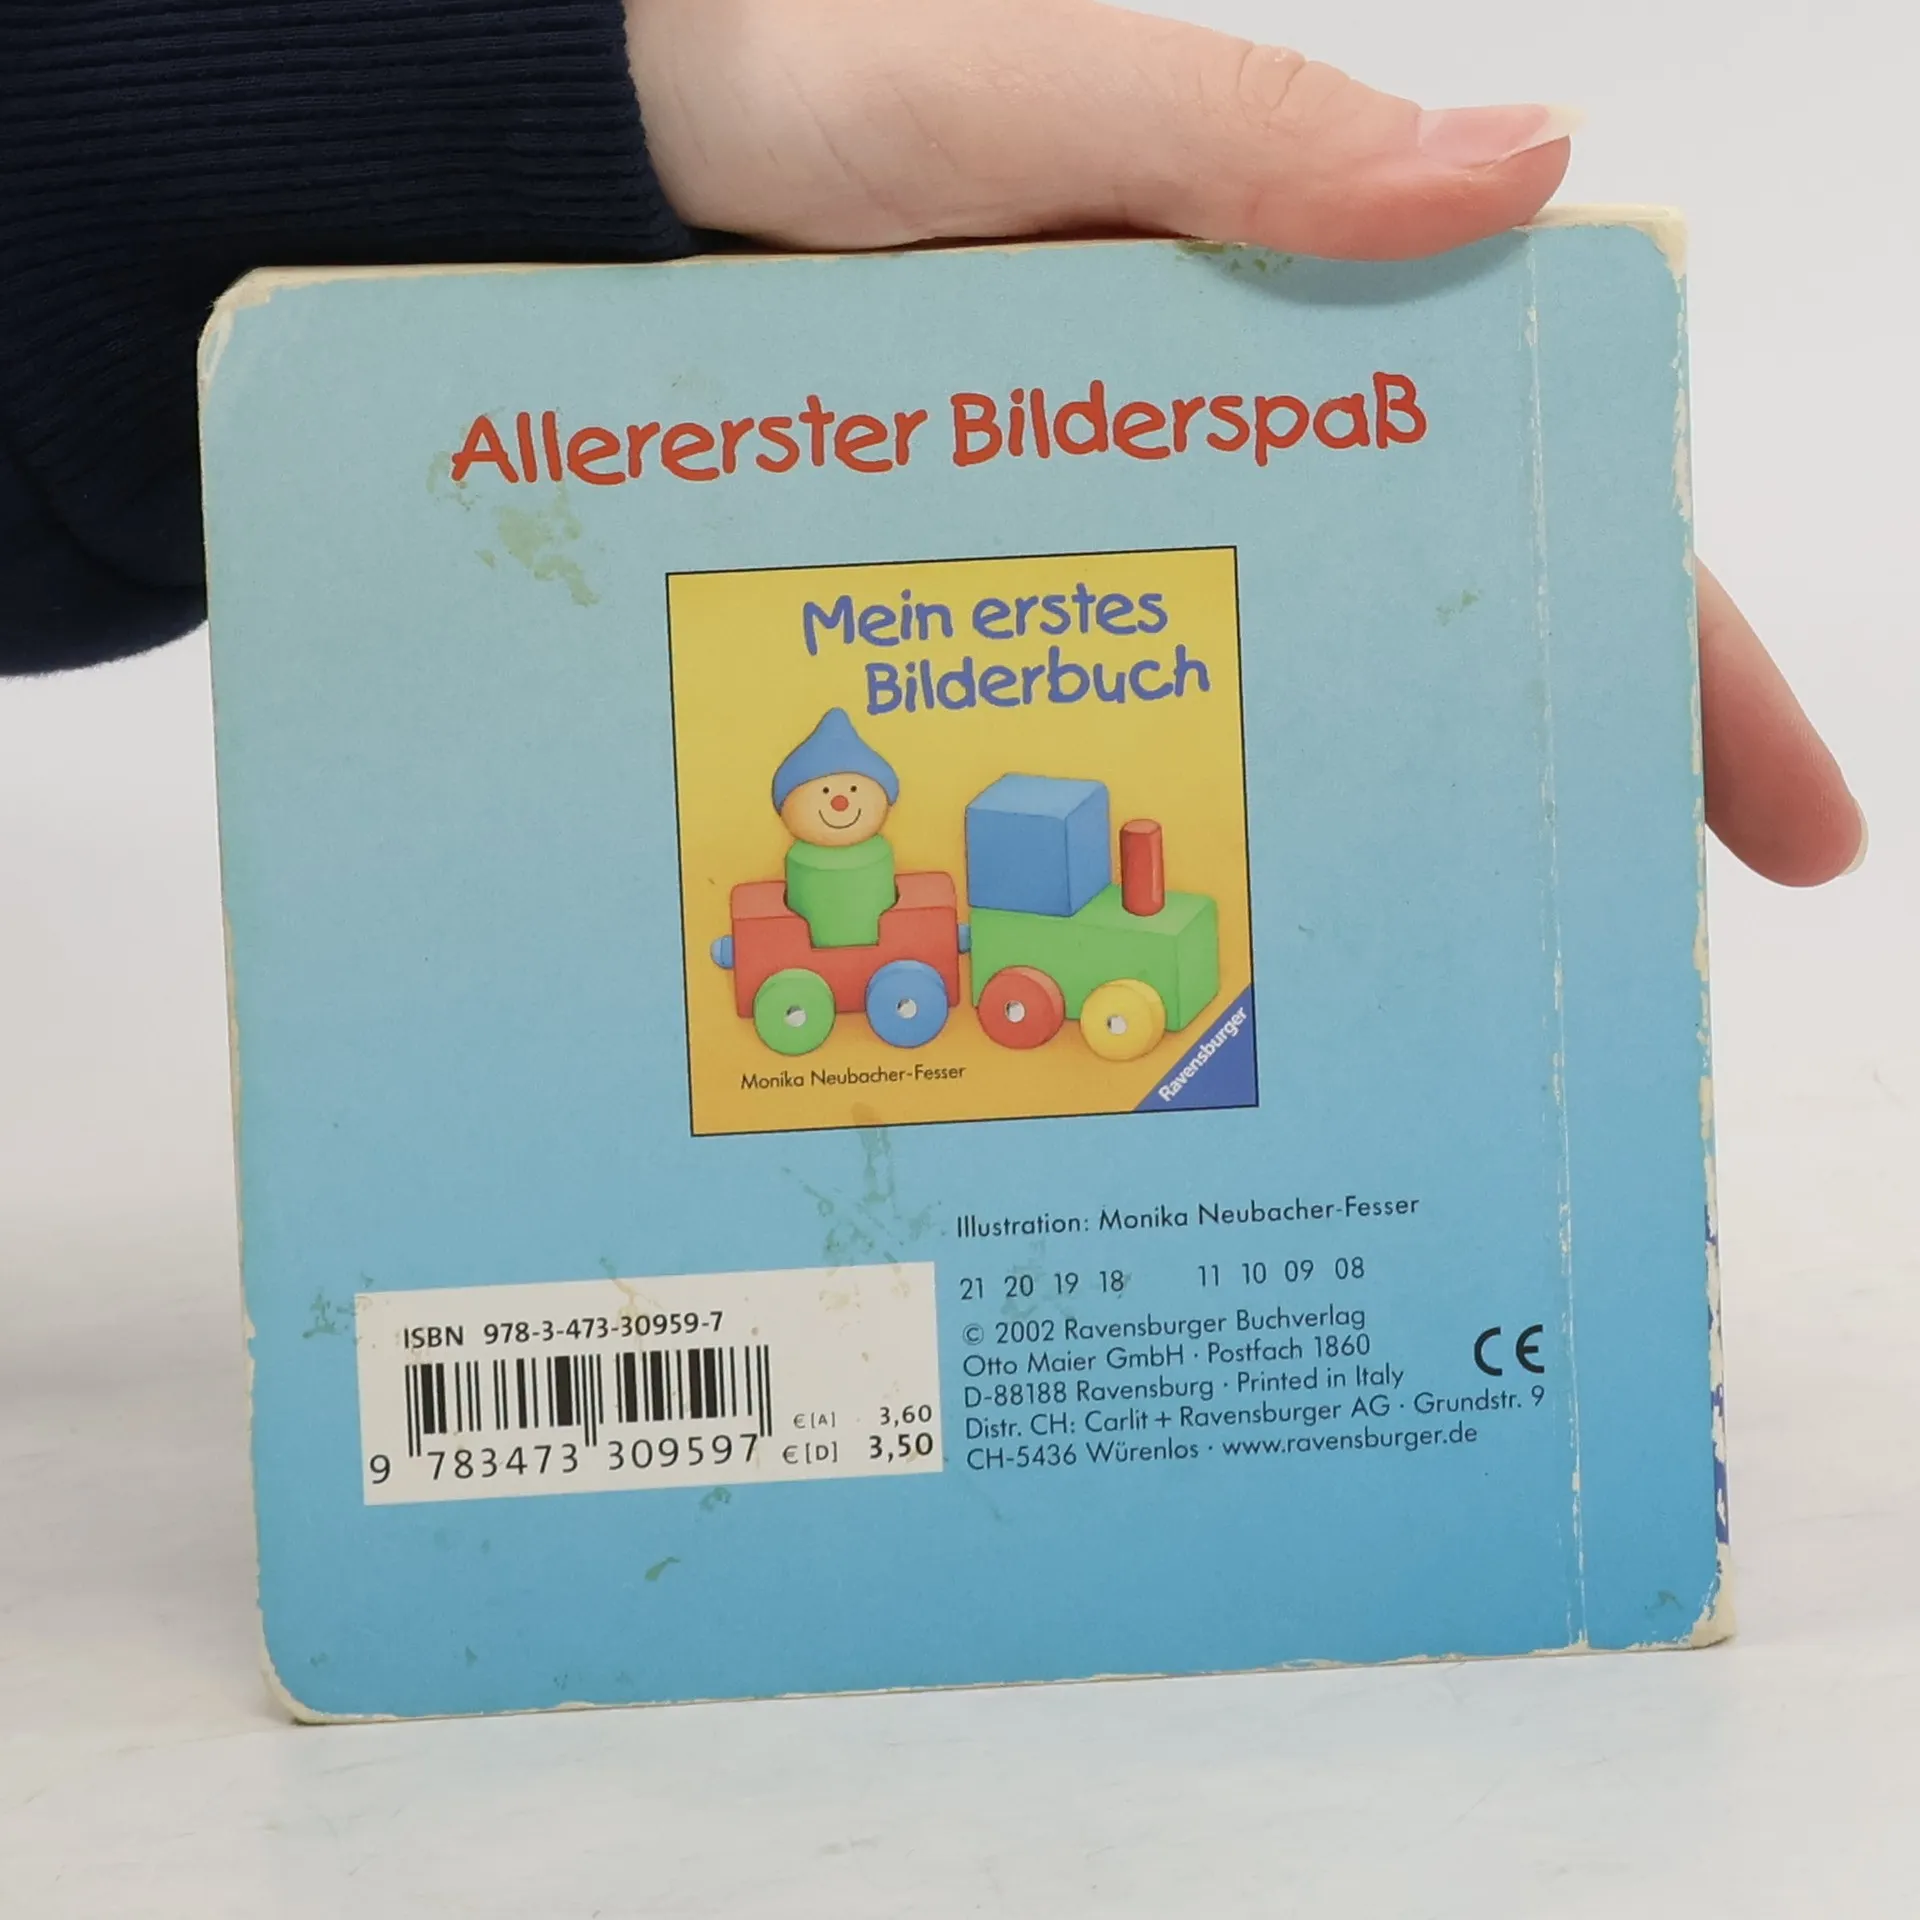 Allererster Bilderspaß
Mein erstes
Bilderbuch
Monika Neubacher-Fesser
Ravensburger
Illustration: Monika Neubacher-Fesser
21 20 19 18 11 10 09 08
© 2002 Ravensburger Buchverlag
Otto Maier GmbH · Postfach 1860
D-88188 Ravensburg · Printed in Italy
Distr. CH: Carlit + Ravensburger AG · Grundstr. 9
CH-5436 Würenlos · www.ravensburger.de
CE
ISBN 978-3-473-30959-7
€ [A] 3,60
€ [D] 3,50
9 783473 309597